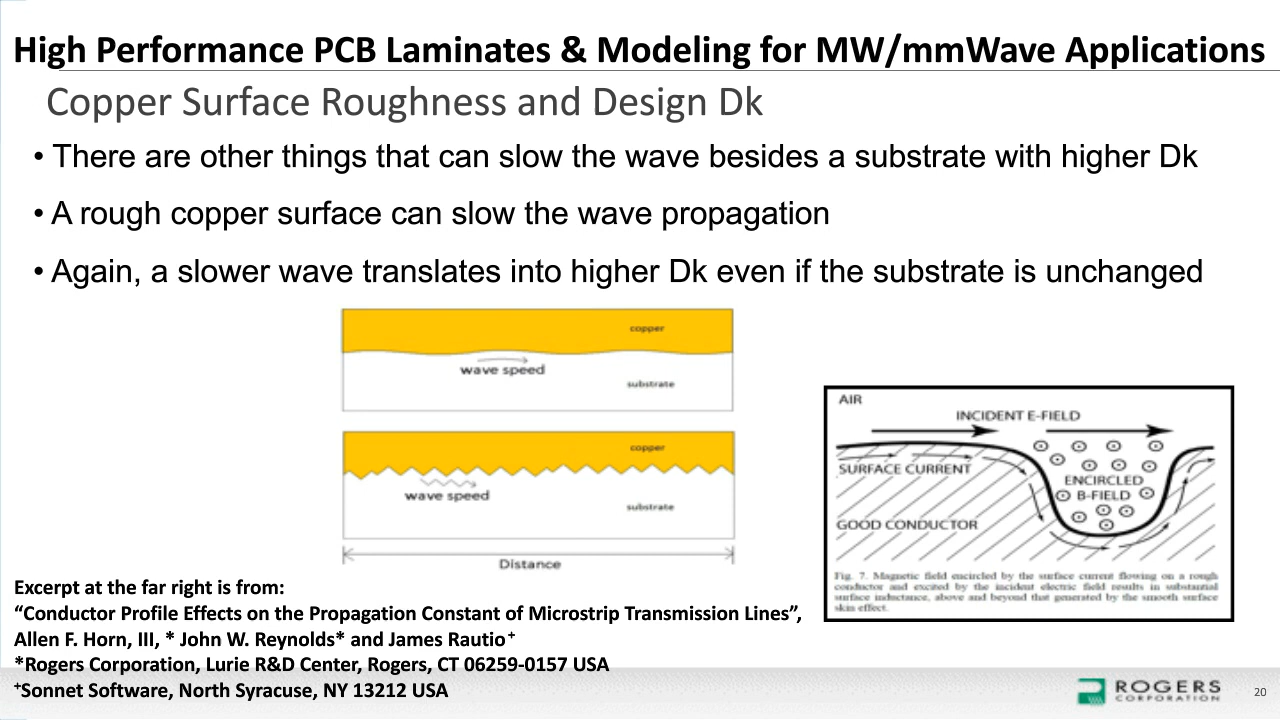 High Performance PCB Laminates & Modeling for MW/mmWave Applications
Copper Surface Roughness and Design Dk
• There are other things that can slow the wave besides a substrate with higher Dk
• A rough copper surface can slow the wave propagation
• Again, a slower wave translates into higher Dk even if the substrate is unchanged
copper
wave speed
substrate
copper
wave speed
substrate
Distance
AIR
INCIDENT E-FIELD
SURFACE CURRENT
ENCIRCLED
B-FIELD
GOOD CONDUCTOR
Fig. 7. Magnetic field encircled by the surface current flowing on a rough
conductor and excited by the incident electric field results in substantial
surface inductance, above and beyond that generated by the smooth surface
skin effect.
Excerpt at the far right is from:
“Conductor Profile Effects on the Propagation Constant of Microstrip Transmission Lines”,
Allen F. Horn, III, * John W. Reynolds* and James Rautio+
*Rogers Corporation, Lurie R&D Center, Rogers, CT 06259-0157 USA
+Sonnet Software, North Syracuse, NY 13212 USA
ROGERS
CORPORATION
20